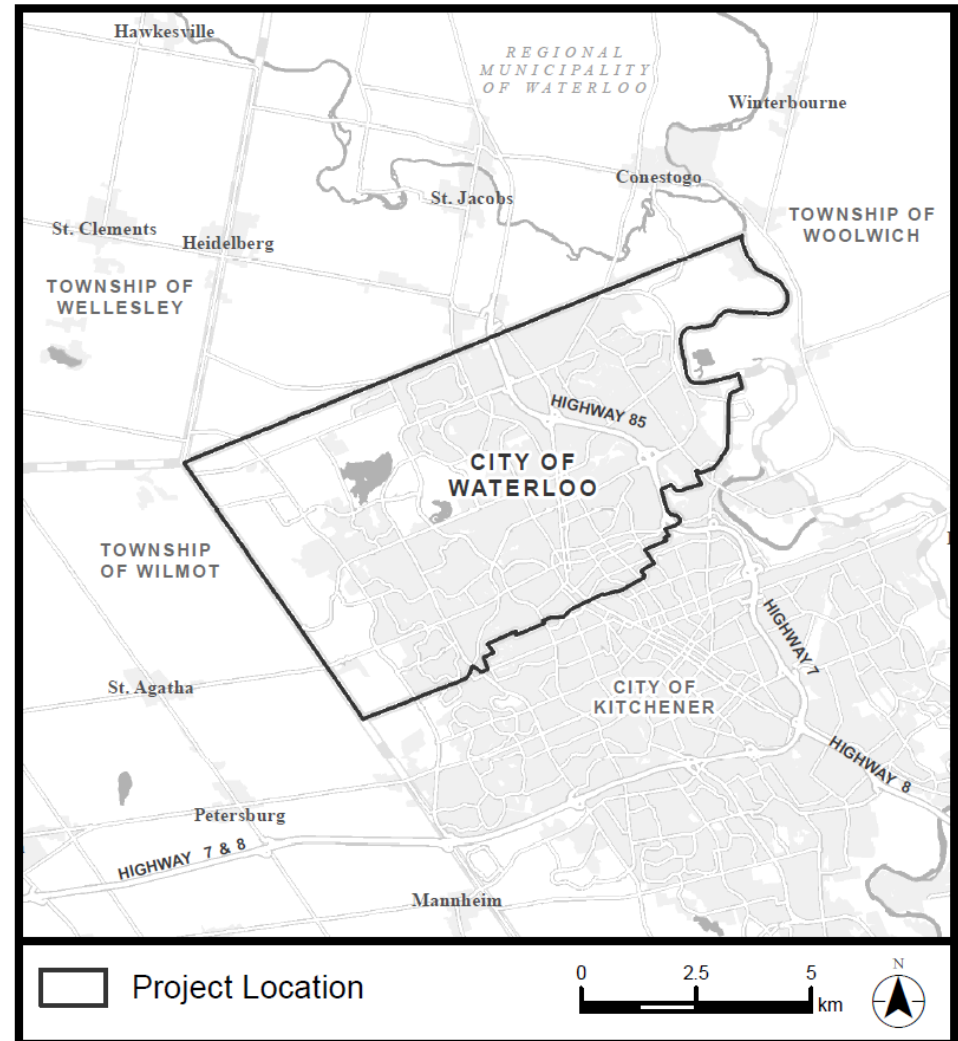 Hawkesville
REGIONAL
MUNICIPALITY
OF WATERLOO
Winterbourne
Conestogo
St. Jacobs
TOWNSHIP OF
WOOLWICH
St. Clements
Heidelberg
TOWNSHIP OF
WELLESLEY
HIGHWAY 85
CITY OF
WATERLOO
TOWNSHIP
OF WILMOT
HIGHWAY 7
St. Agatha
CITY OF
KITCHENER
HIGHWAY 8
Petersburg
HIGHWAY 7 & 8
Mannheim
Project Location
0 2.5 5
km
N